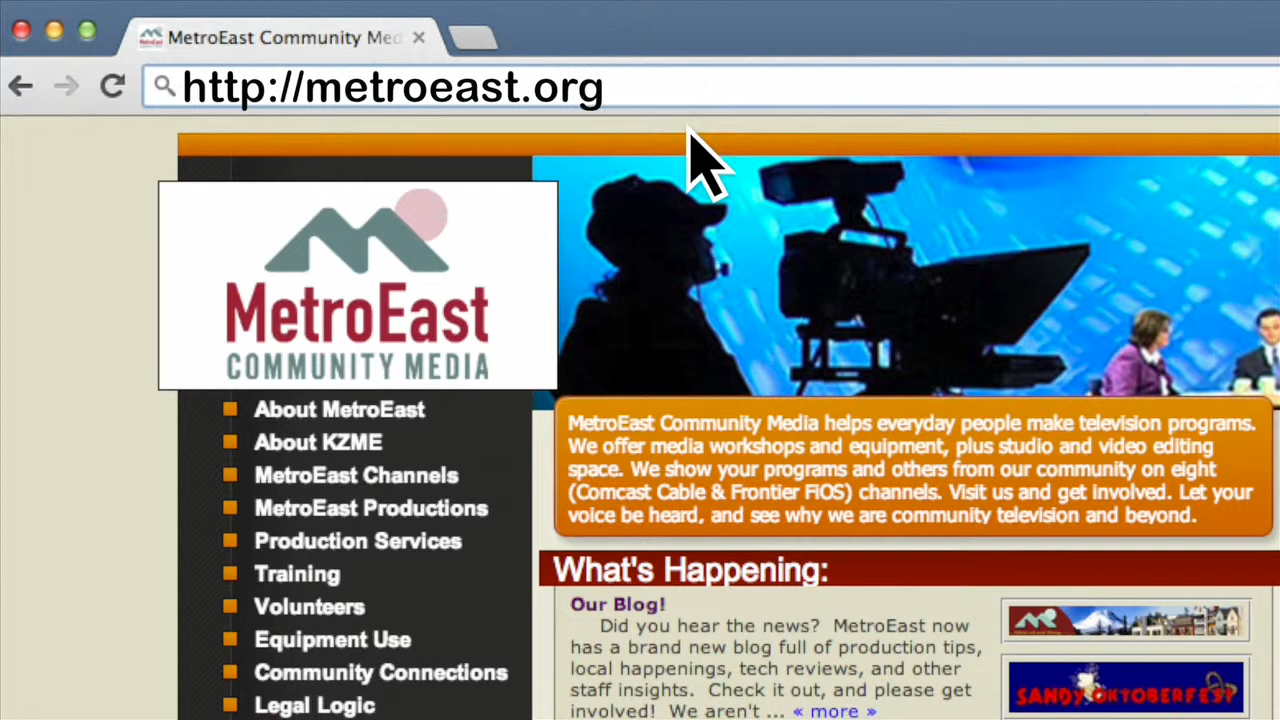 MetroEast Community Med
http://metroeast.org
MetroEast
COMMUNITY MEDIA
About MetroEast
About KZME
MetroEast Channels
MetroEast Productions
Production Services
Training
Volunteers
Equipment Use
Community Connections
Legal Logic
MetroEast Community Media helps everyday people make television programs.
We offer media workshops and equipment, plus studio and video editing
space. We show your programs and others from our community on eight
(Comcast Cable & Frontier FiOS) channels. Visit us and get involved. Let your
voice be heard, and see why we are community television and beyond.
What's Happening:
Our Blog!
Did you hear the news? MetroEast now
has a brand new blog full of production tips,
local happenings, tech reviews, and other
staff insights. Check it out, and please get
involved! We aren't ... « more »
SANDY OKTOBERFEST